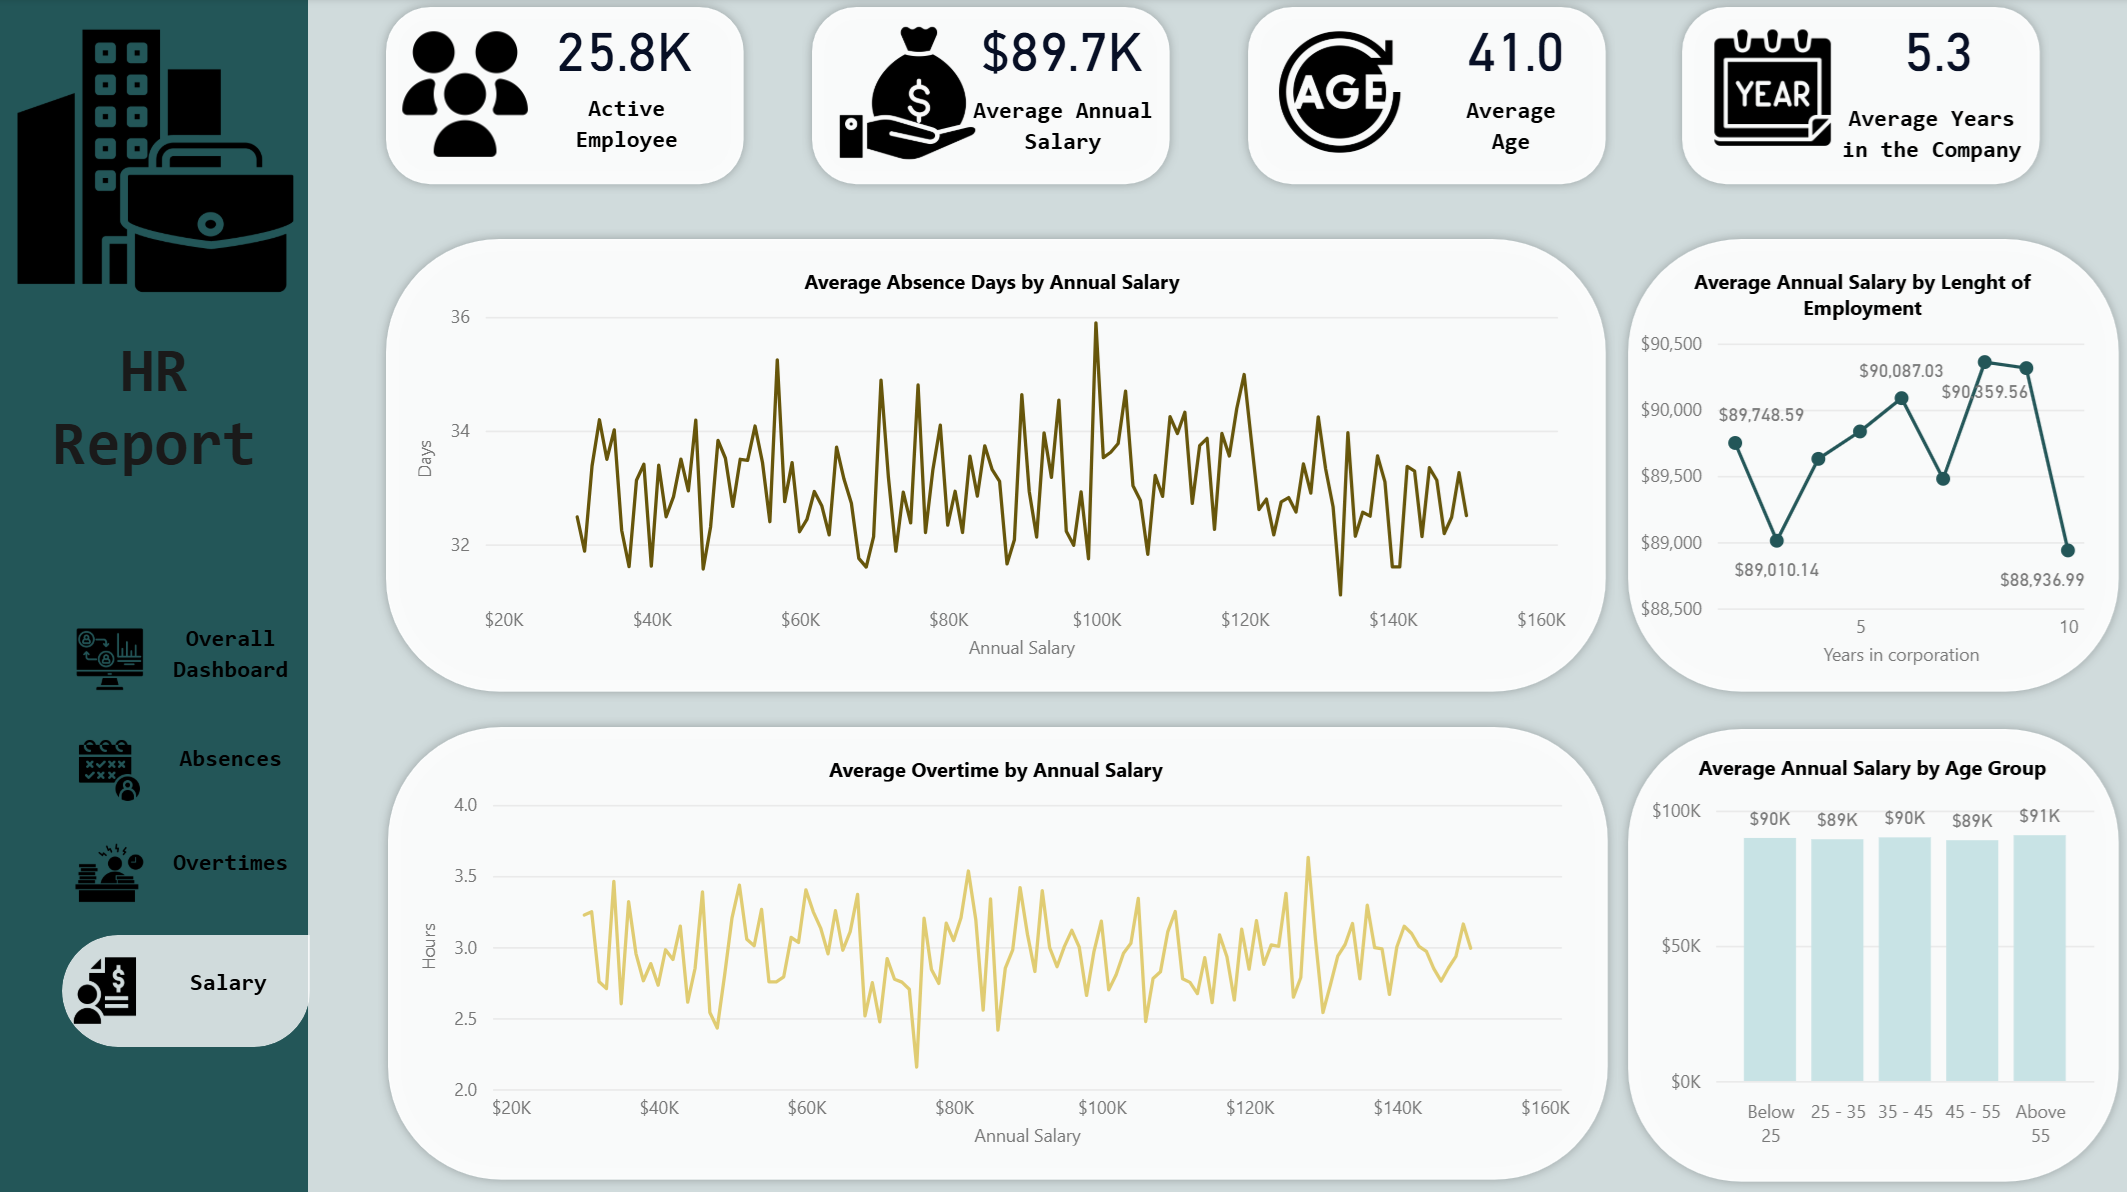 HR
Report
Overall
Dashboard
Absences
Overtimes
$
Salary
25.8K
Active
Employee
$
$89.7K
Average Annual
Salary
AGE
41.0
Average
Age
YEAR
5.3
Average Years
in the Company
Average Absence Days by Annual Salary
36
34
32
Days
$20K $40K $60K $80K $100K $120K $140K $160K
Annual Salary
Average Annual Salary by Lenght of
Employment
$90,500
$90,000
$89,500
$89,000
$88,500
$89,748.59
$89,010.14
$90,087.03
$90,359.56
$88,936.99
5 10
Years in corporation
Average Overtime by Annual Salary
4.0
3.5
3.0
2.5
2.0
Hours
$20K $40K $60K $80K $100K $120K $140K $160K
Annual Salary
Average Annual Salary by Age Group
$100K
$50K
$0K
$90K $89K $90K $89K $91K
Below 25 - 35 35 - 45 45 - 55 Above
25 55